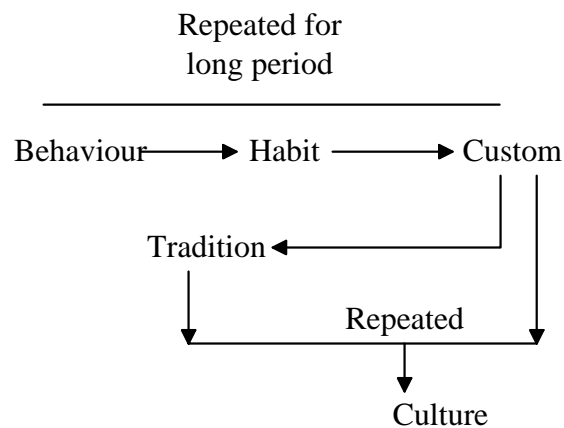 Repeated for
long period
Behaviour Habit Custom
Tradition
Repeated
Culture